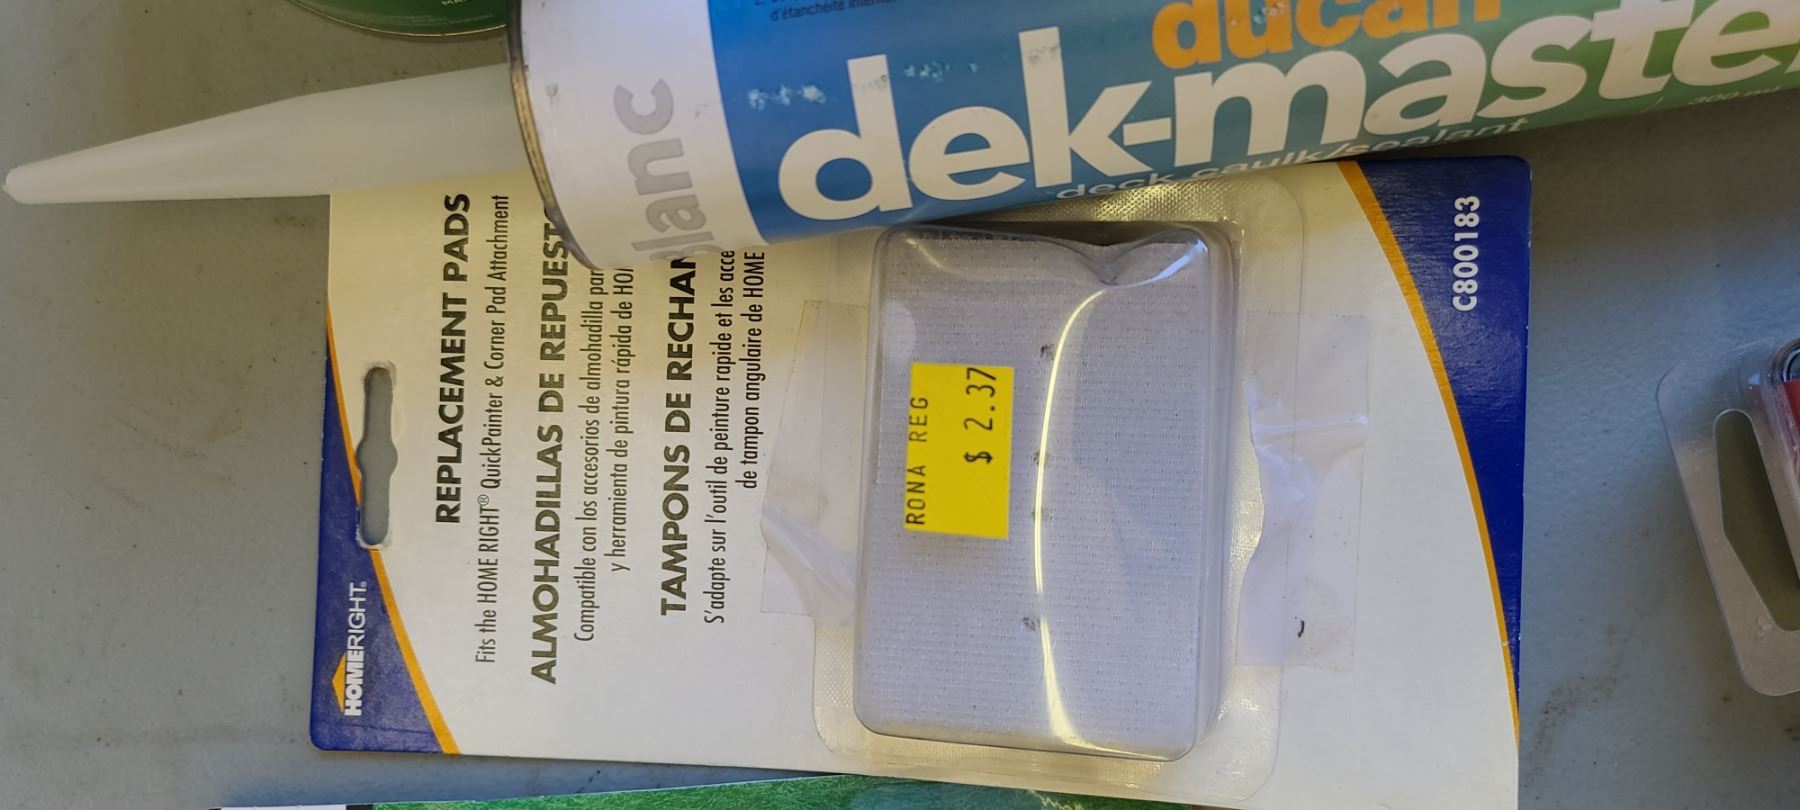 d'étanchéité
blanc
ducan
dek-master
deck caulk/sealant
REPLACEMENT PADS
Fits the HOME RIGHT® QuickPainter & Corner Pad Attachment
ALMOHADILLAS DE REPUEST
Compatible con los accesorios de almohadilla par
y herramienta de pintura rápida de HO
TAMPONS DE RECHAN
S'adapte sur l'outil de peinture rapide et les acce
de tampon angulaire de HOME
HOMERIGHT.
RONA REG
$ 2.37
C800183